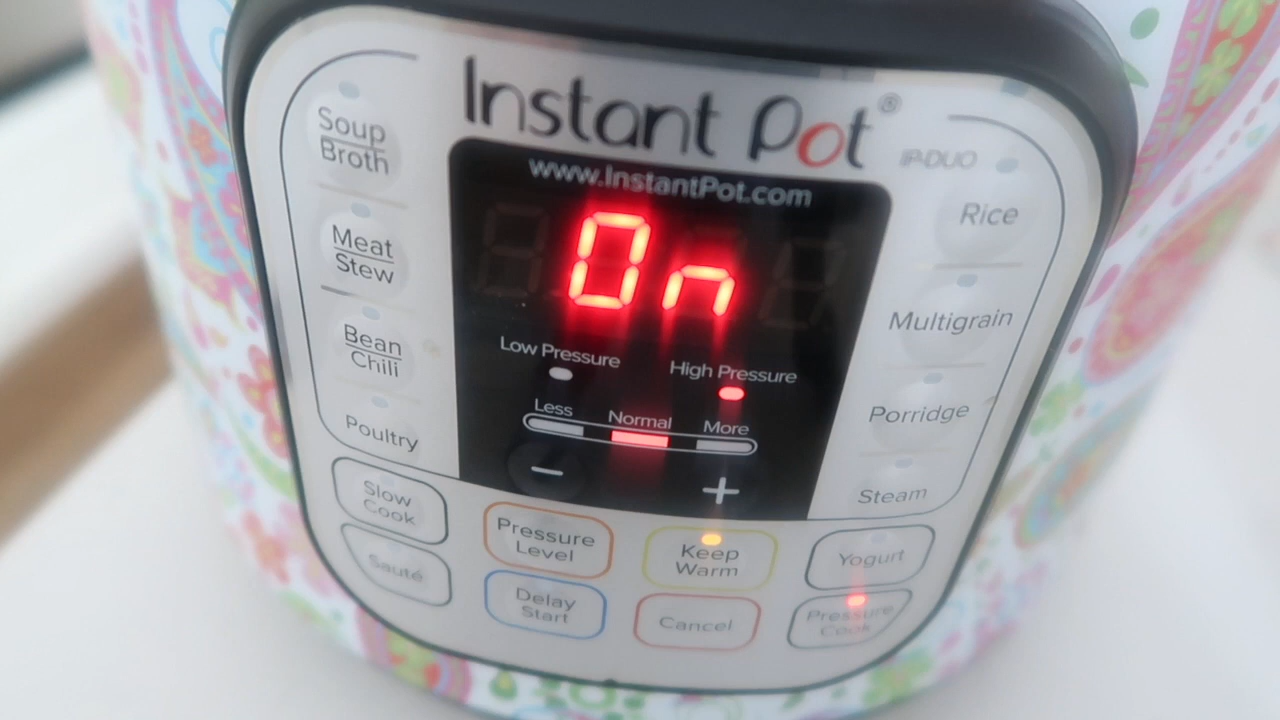 Instant Pot®
IP-DUO
www.InstantPot.com
On
Low Pressure
High Pressure
Less
Normal
More
−
+
Soup
Broth
Meat
Stew
Bean
Chili
Poultry
Slow
Cook
Sauté
Rice
Multigrain
Porridge
Steam
Pressure
Level
Keep
Warm
Yogurt
Delay
Start
Cancel
Pressure
Cook